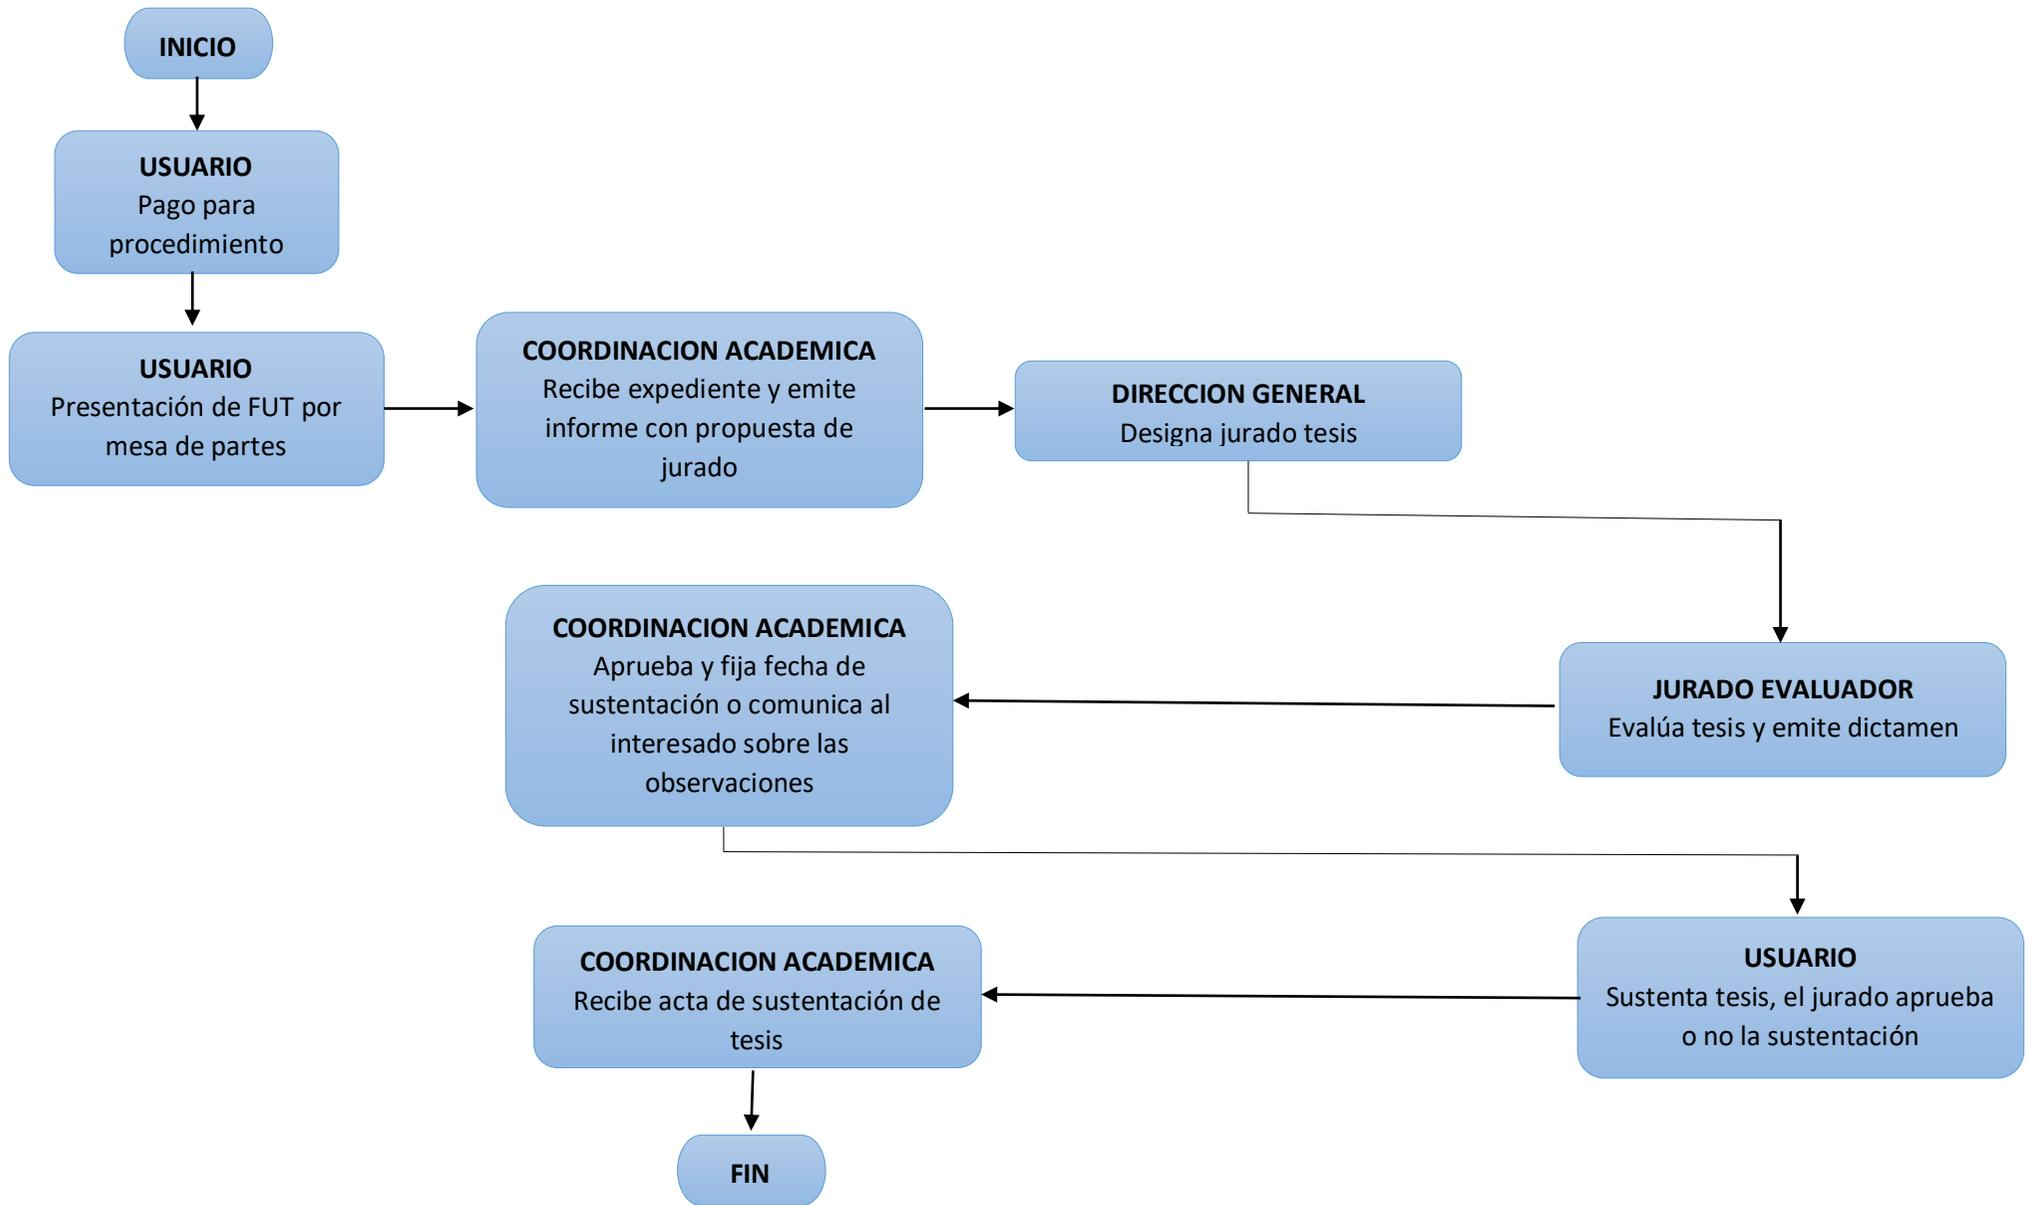 INICIO
USUARIO
Pago para
procedimiento
USUARIO
Presentación de FUT por
mesa de partes
COORDINACION ACADEMICA
Recibe expediente y emite
informe con propuesta de
jurado
DIRECCION GENERAL
Designa jurado tesis
JURADO EVALUADOR
Evalúa tesis y emite dictamen
COORDINACION ACADEMICA
Aprueba y fija fecha de
sustentación o comunica al
interesado sobre las
observaciones
USUARIO
Sustenta tesis, el jurado aprueba
o no la sustentación
COORDINACION ACADEMICA
Recibe acta de sustentación de
tesis
FIN